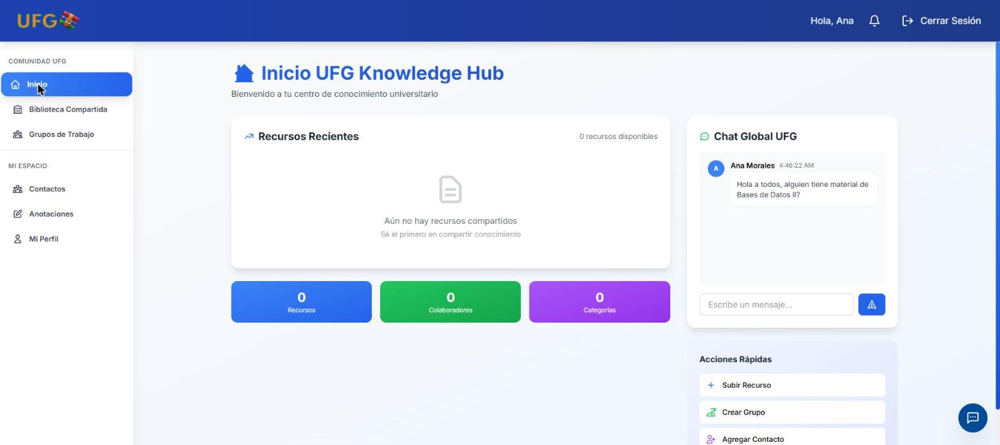 UFG
Hola, Ana
Cerrar Sesión
COMUNIDAD UFG
Inicio
Biblioteca Compartida
Grupos de Trabajo
MI ESPACIO
Contactos
Anotaciones
Mi Perfil
Inicio UFG Knowledge Hub
Bienvenido a tu centro de conocimiento universitario
Recursos Recientes
0 recursos disponibles
Aún no hay recursos compartidos
Sé el primero en compartir conocimiento
0
Recursos
0
Colaboradores
0
Categorías
Chat Global UFG
A
Ana Morales 4:46:22 AM
Hola a todos, alguien tiene material de
Bases de Datos II?
Escribe un mensaje...
Acciones Rápidas
Subir Recurso
Crear Grupo
Agregar Contacto